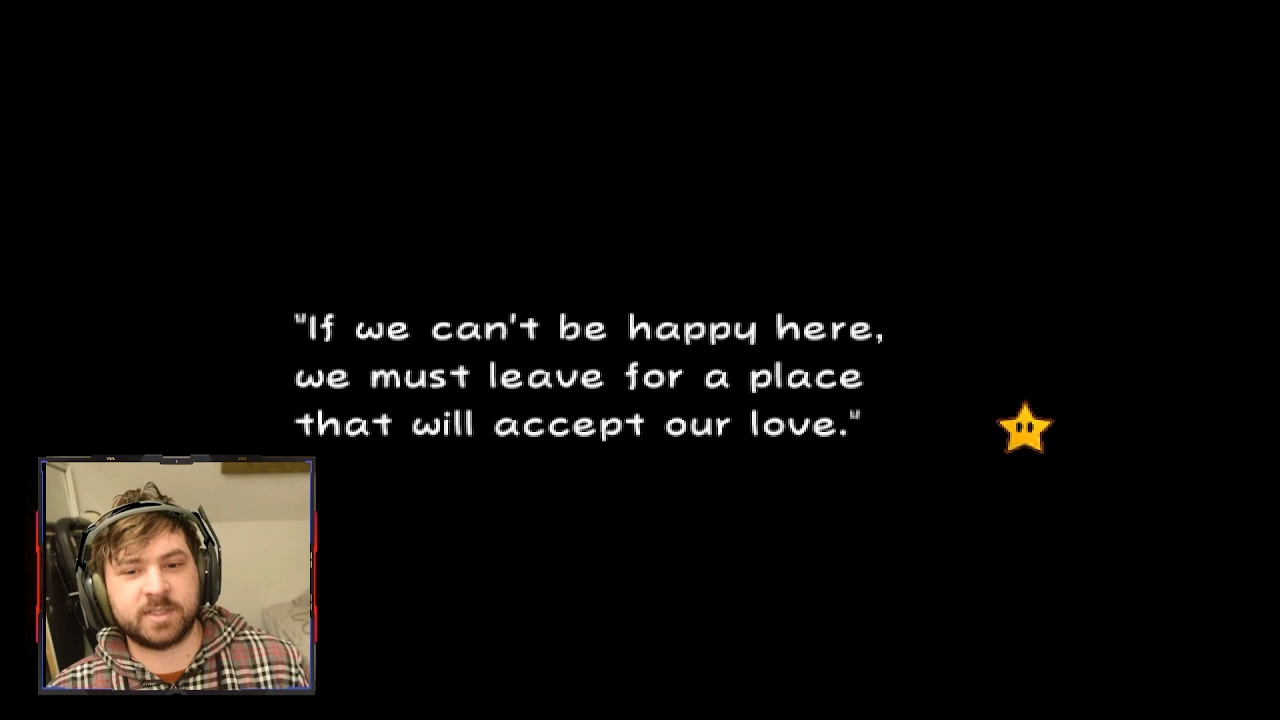 "If we can't be happy here,
we must leave for a place
that will accept our love."